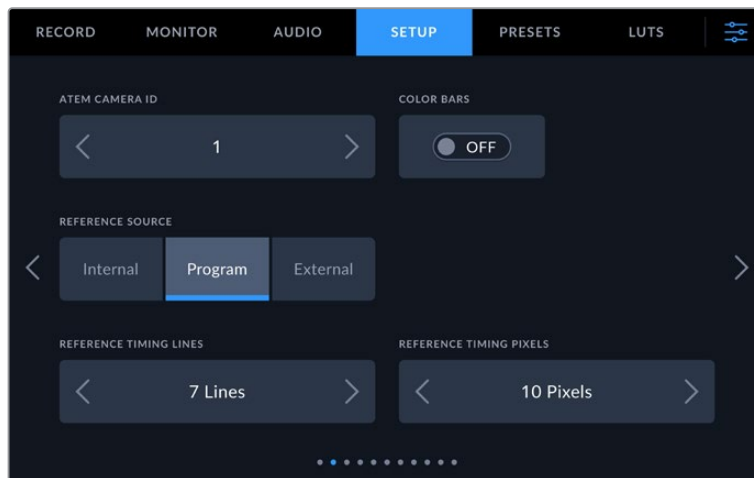 RECORD MONITOR AUDIO SETUP PRESETS LUTS
ATEM CAMERA ID COLOR BARS
1 OFF
REFERENCE SOURCE
Internal Program External
REFERENCE TIMING LINES REFERENCE TIMING PIXELS
7 Lines 10 Pixels